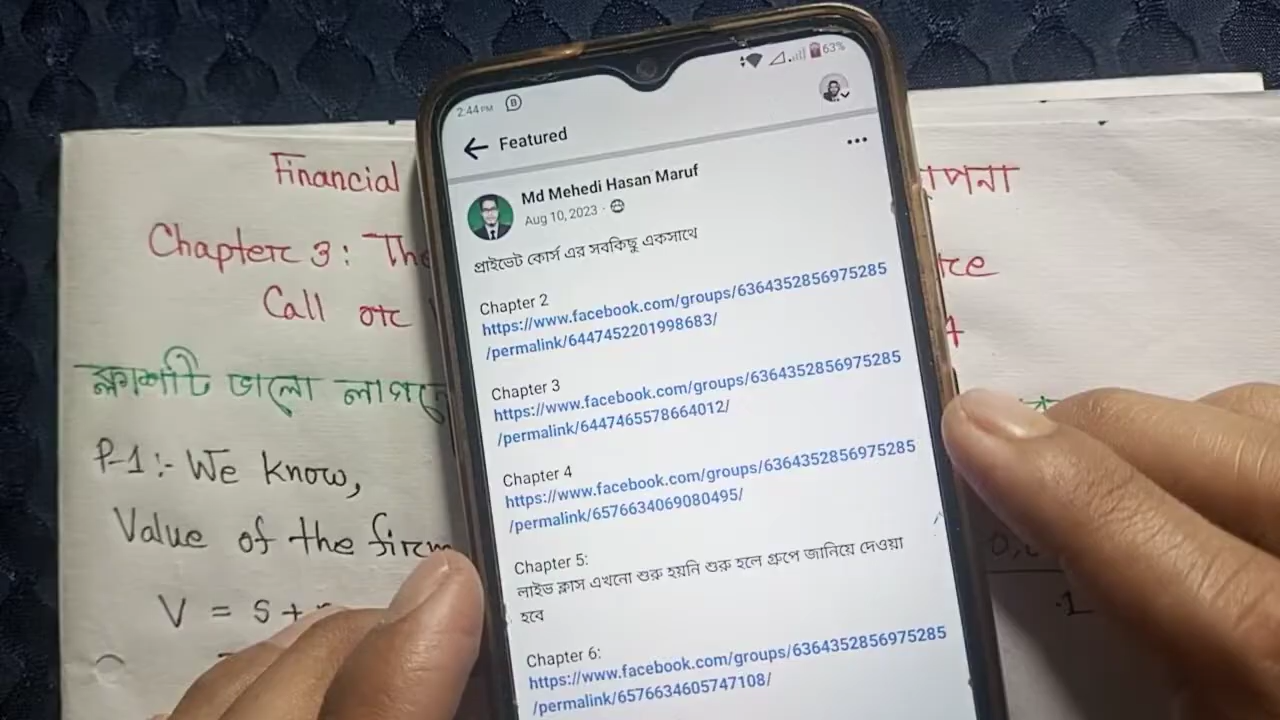 2:44 PM
63%
Featured
Md Mehedi Hasan Maruf
Aug 10, 2023
প্রাইভেট কোর্স এর সবকিছু একসাথে
Chapter 2
https://www.facebook.com/groups/6364352856975285
/permalink/6447452201998683/
Chapter 3
https://www.facebook.com/groups/6364352856975285
/permalink/6447465578664012/
Chapter 4
https://www.facebook.com/groups/6364352856975285
/permalink/6576634069080495/
Chapter 5:
লাইভ ক্লাস এখনো শুরু হয়নি শুরু হলে গ্রুপে জানিয়ে দেওয়া
হবে
Chapter 6:
https://www.facebook.com/groups/6364352856975285
/permalink/6576634605747108/
Financial
Chapter 3: The
Call or
ক্লাশটি ভালো লাগলে
P-1:- We know,
Value of the firm
V = S +
.1